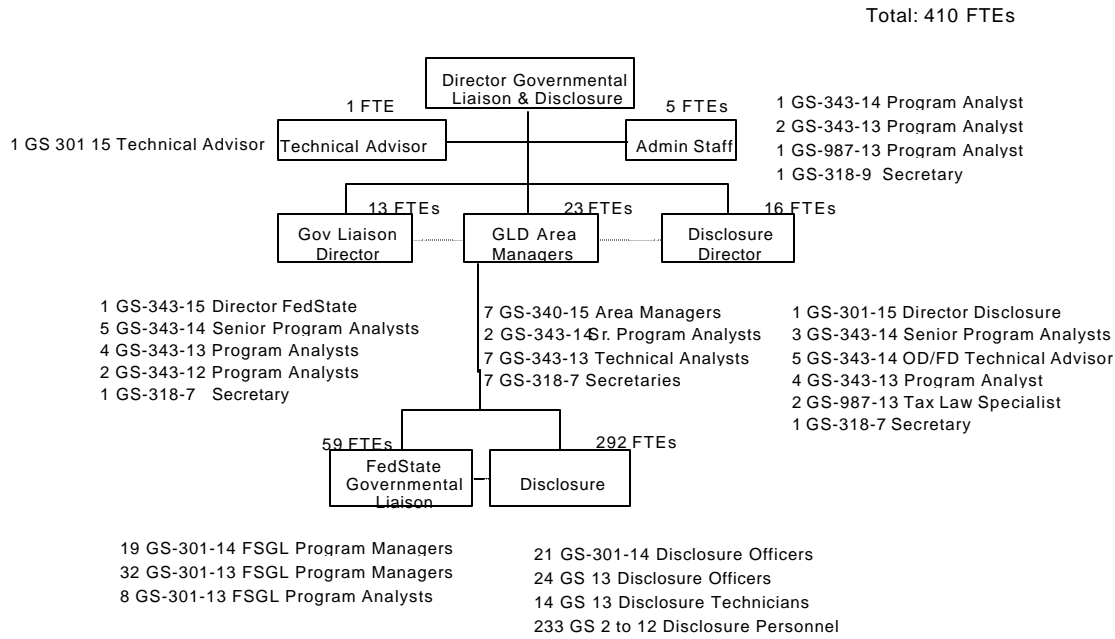 Total: 410 FTEs
Director Governmental
Liaison & Disclosure
1 FTE
5 FTEs
1 GS 301 15 Technical Advisor
Technical Advisor
Admin Staff
1 GS-343-14 Program Analyst
2 GS-343-13 Program Analyst
1 GS-987-13 Program Analyst
1 GS-318-9 Secretary
13 FTEs
23 FTEs
16 FTEs
Gov Liaison
Director
GLD Area
Managers
Disclosure
Director
1 GS-343-15 Director FedState
5 GS-343-14 Senior Program Analysts
4 GS-343-13 Program Analysts
2 GS-343-12 Program Analysts
1 GS-318-7 Secretary
7 GS-340-15 Area Managers
2 GS-343-14 Sr. Program Analysts
7 GS-343-13 Technical Analysts
7 GS-318-7 Secretaries
1 GS-301-15 Director Disclosure
3 GS-343-14 Senior Program Analysts
5 GS-343-14 OD/FD Technical Advisor
4 GS-343-13 Program Analyst
2 GS-987-13 Tax Law Specialist
1 GS-318-7 Secretary
59 FTEs
292 FTEs
FedState
Governmental
Liaison
Disclosure
19 GS-301-14 FSGL Program Managers
32 GS-301-13 FSGL Program Managers
8 GS-301-13 FSGL Program Analysts
21 GS-301-14 Disclosure Officers
24 GS 13 Disclosure Officers
14 GS 13 Disclosure Technicians
233 GS 2 to 12 Disclosure Personnel